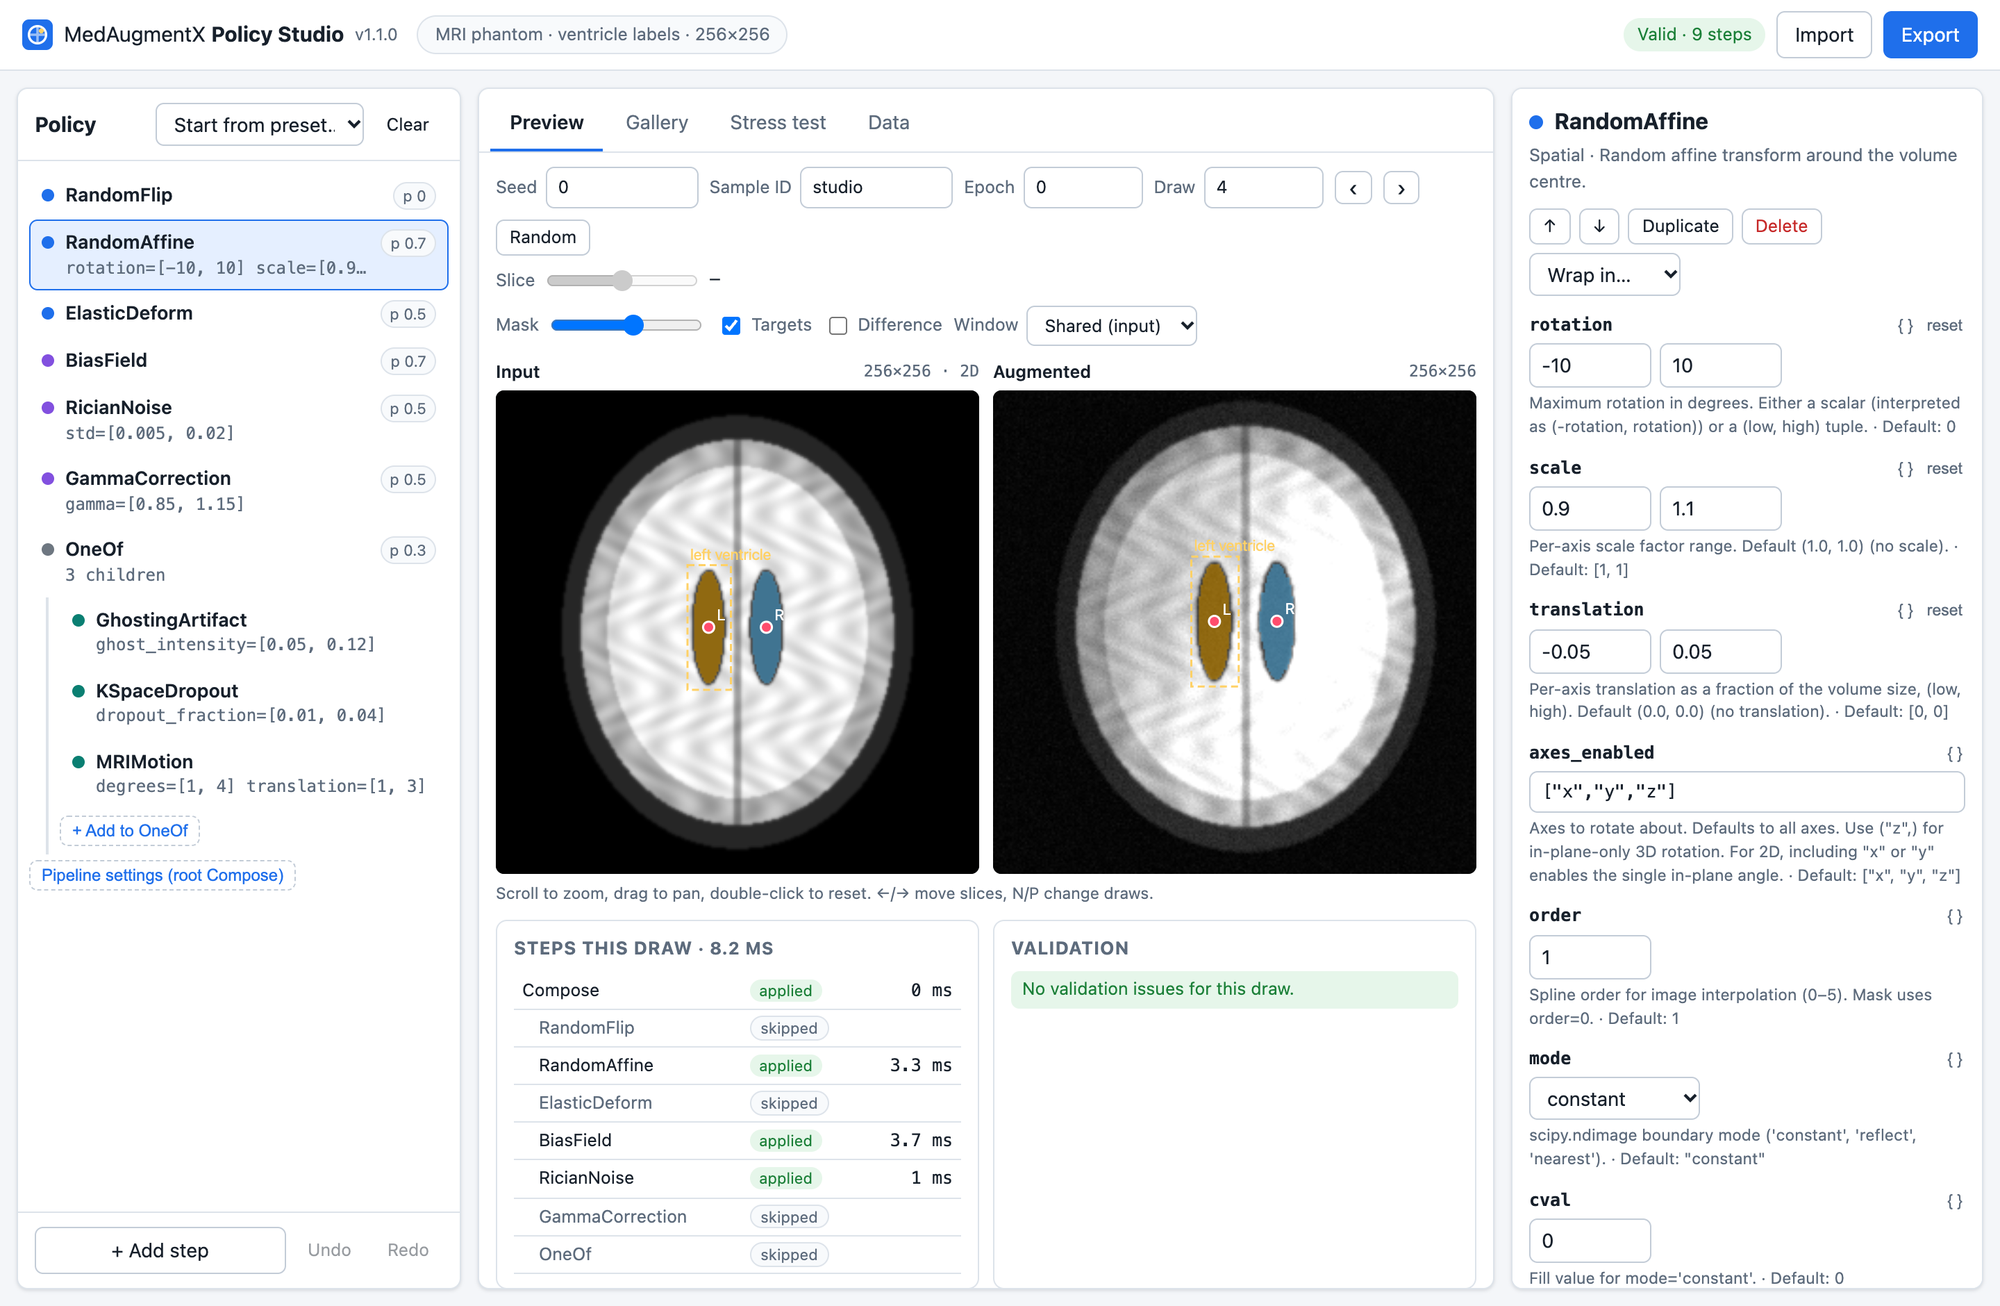 MedAugmentX Policy Studio v1.1.0
MRI phantom · ventricle labels · 256×256
Valid · 9 steps
Import
Export
Policy
Start from preset..
Clear
RandomFlip
p 0
RandomAffine
p 0.7
rotation=[−10, 10] scale=[0.9…
ElasticDeform
p 0.5
BiasField
p 0.7
RicianNoise
p 0.5
std=[0.005, 0.02]
GammaCorrection
p 0.5
gamma=[0.85, 1.15]
OneOf
p 0.3
3 children
GhostingArtifact
ghost_intensity=[0.05, 0.12]
KSpaceDropout
dropout_fraction=[0.01, 0.04]
MRIMotion
degrees=[1, 4] translation=[1, 3]
+ Add to OneOf
Pipeline settings (root Compose)
+ Add step
Undo
Redo
Preview
Gallery
Stress test
Data
Seed 0
Sample ID studio
Epoch 0
Draw 4
‹
›
Random
Slice –
Mask
Targets
Difference
Window
Shared (input)
Input
256×256 · 2D
left ventricle
L
R
Augmented
256×256
left ventricle
L
R
Scroll to zoom, drag to pan, double-click to reset. ←/→ move slices, N/P change draws.
STEPS THIS DRAW · 8.2 MS
Compose applied 0 ms
RandomFlip skipped
RandomAffine applied 3.3 ms
ElasticDeform skipped
BiasField applied 3.7 ms
RicianNoise applied 1 ms
GammaCorrection skipped
OneOf skipped
VALIDATION
No validation issues for this draw.
RandomAffine
Spatial · Random affine transform around the volume
centre.
↑
↓
Duplicate
Delete
Wrap in...
rotation
{} reset
-10
10
Maximum rotation in degrees. Either a scalar (interpreted
as (-rotation, rotation)) or a (low, high) tuple. · Default: 0
scale
{} reset
0.9
1.1
Per-axis scale factor range. Default (1.0, 1.0) (no scale). ·
Default: [1, 1]
translation
{} reset
-0.05
0.05
Per-axis translation as a fraction of the volume size, (low,
high). Default (0.0, 0.0) (no translation). · Default: [0, 0]
axes_enabled
{}
["x","y","z"]
Axes to rotate about. Defaults to all axes. Use ("z",) for
in-plane-only 3D rotation. For 2D, including "x" or "y"
enables the single in-plane angle. · Default: ["x", "y", "z"]
order
{}
1
Spline order for image interpolation (0–5). Mask uses
order=0. · Default: 1
mode
{}
constant
scipy.ndimage boundary mode ('constant', 'reflect',
'nearest'). · Default: "constant"
cval
{}
0
Fill value for mode='constant'. · Default: 0